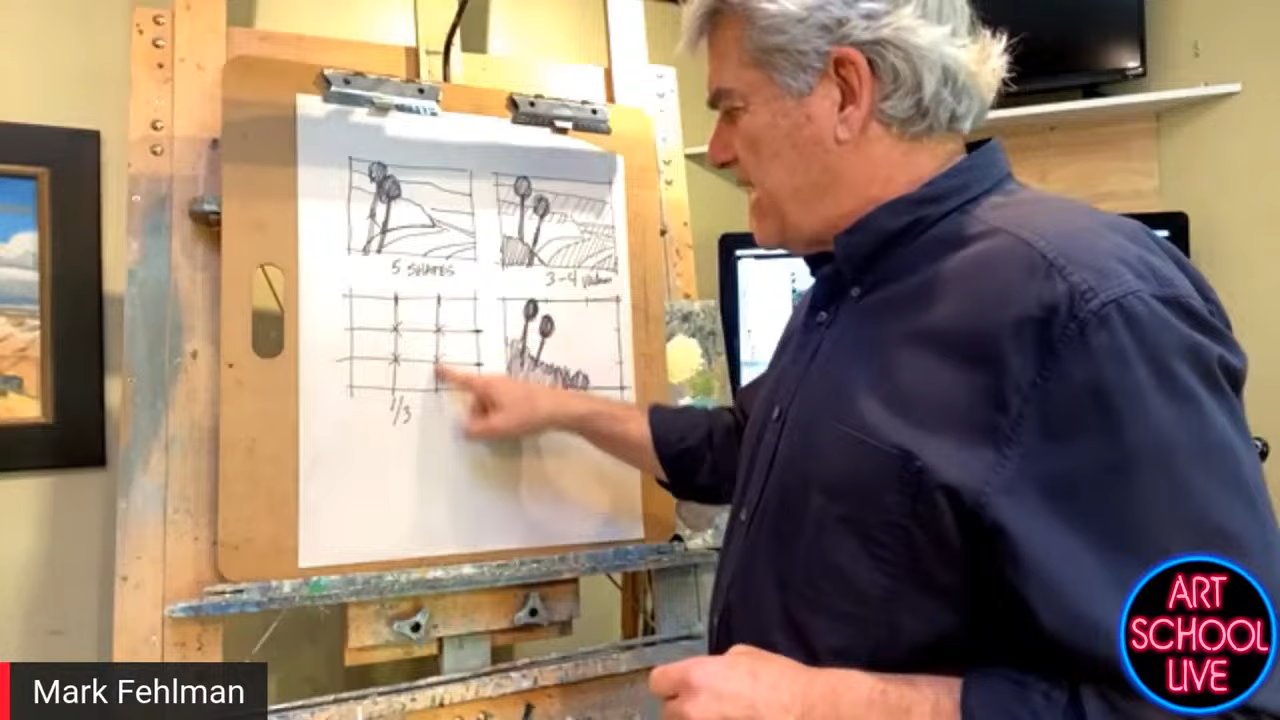 5 SHAPES
3-4 Values
1/3
Mark Fehlman
ART
SCHOOL
LIVE